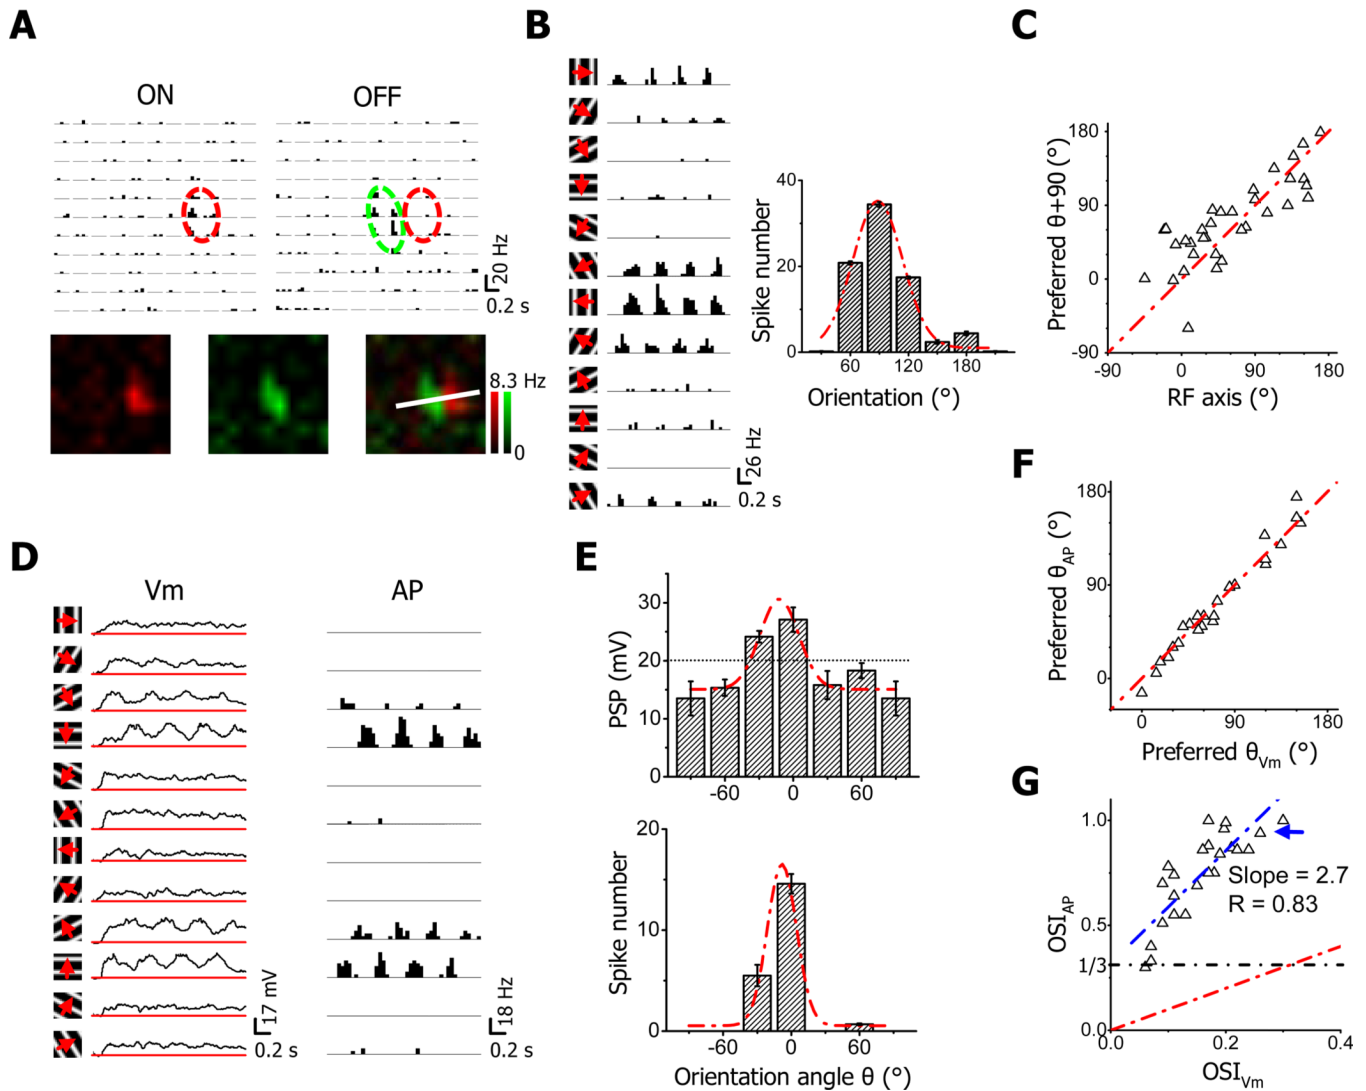 A
ON
OFF
20 Hz
0.2 s
8.3 Hz
0
B
26 Hz
0.2 s
Spike number
40
20
0
60 120 180
Orientation (°)
C
Preferred θ+90 (°)
180
90
0
-90
-90 0 90 180
RF axis (°)
D
Vm
AP
17 mV
0.2 s
18 Hz
0.2 s
E
PSP (mV)
30
20
10
0
-60 0 60
Spike number
20
10
0
-60 0 60
Orientation angle θ (°)
F
Preferred θAP (°)
180
90
0
0 90 180
Preferred θVm (°)
G
OSIAP
1.0
0.5
1/3
0.0
Slope = 2.7
R = 0.83
0.0 0.2 0.4
OSIVm